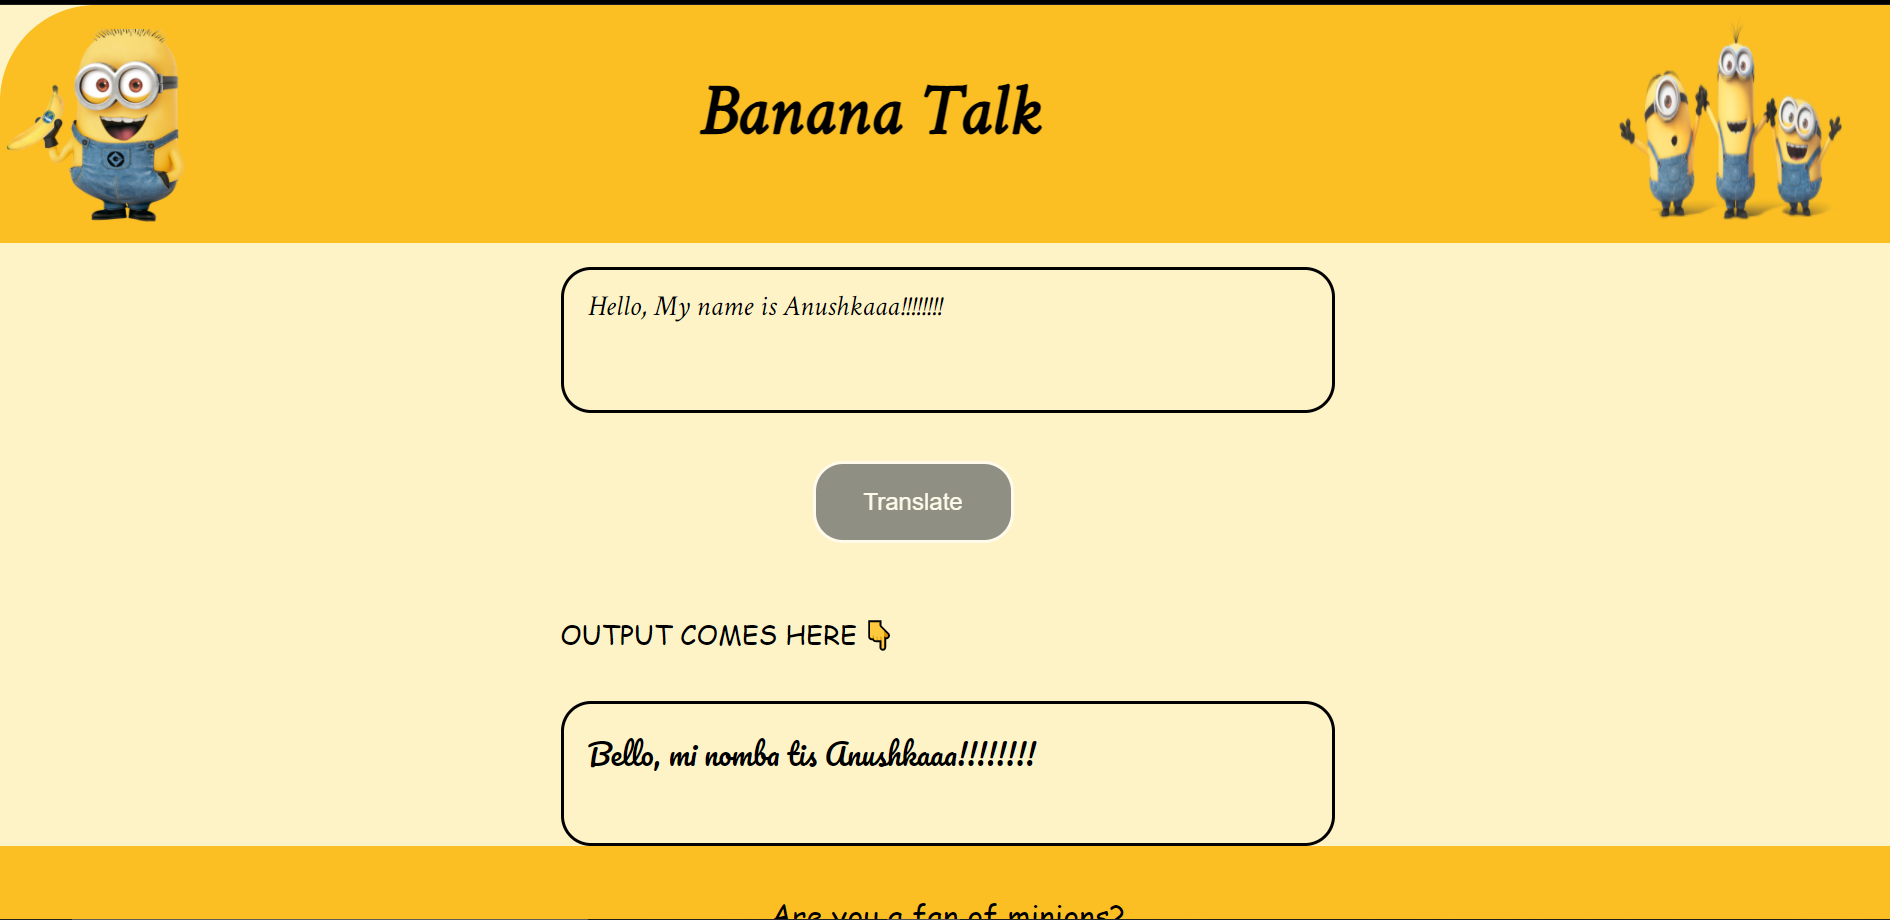 Banana Talk
Hello, My name is Anushkaaa!!!!!!!!
Translate
OUTPUT COMES HERE 👇
Bello, mi nomba tis Anushkaaa!!!!!!!!
Are you a fan of minions?